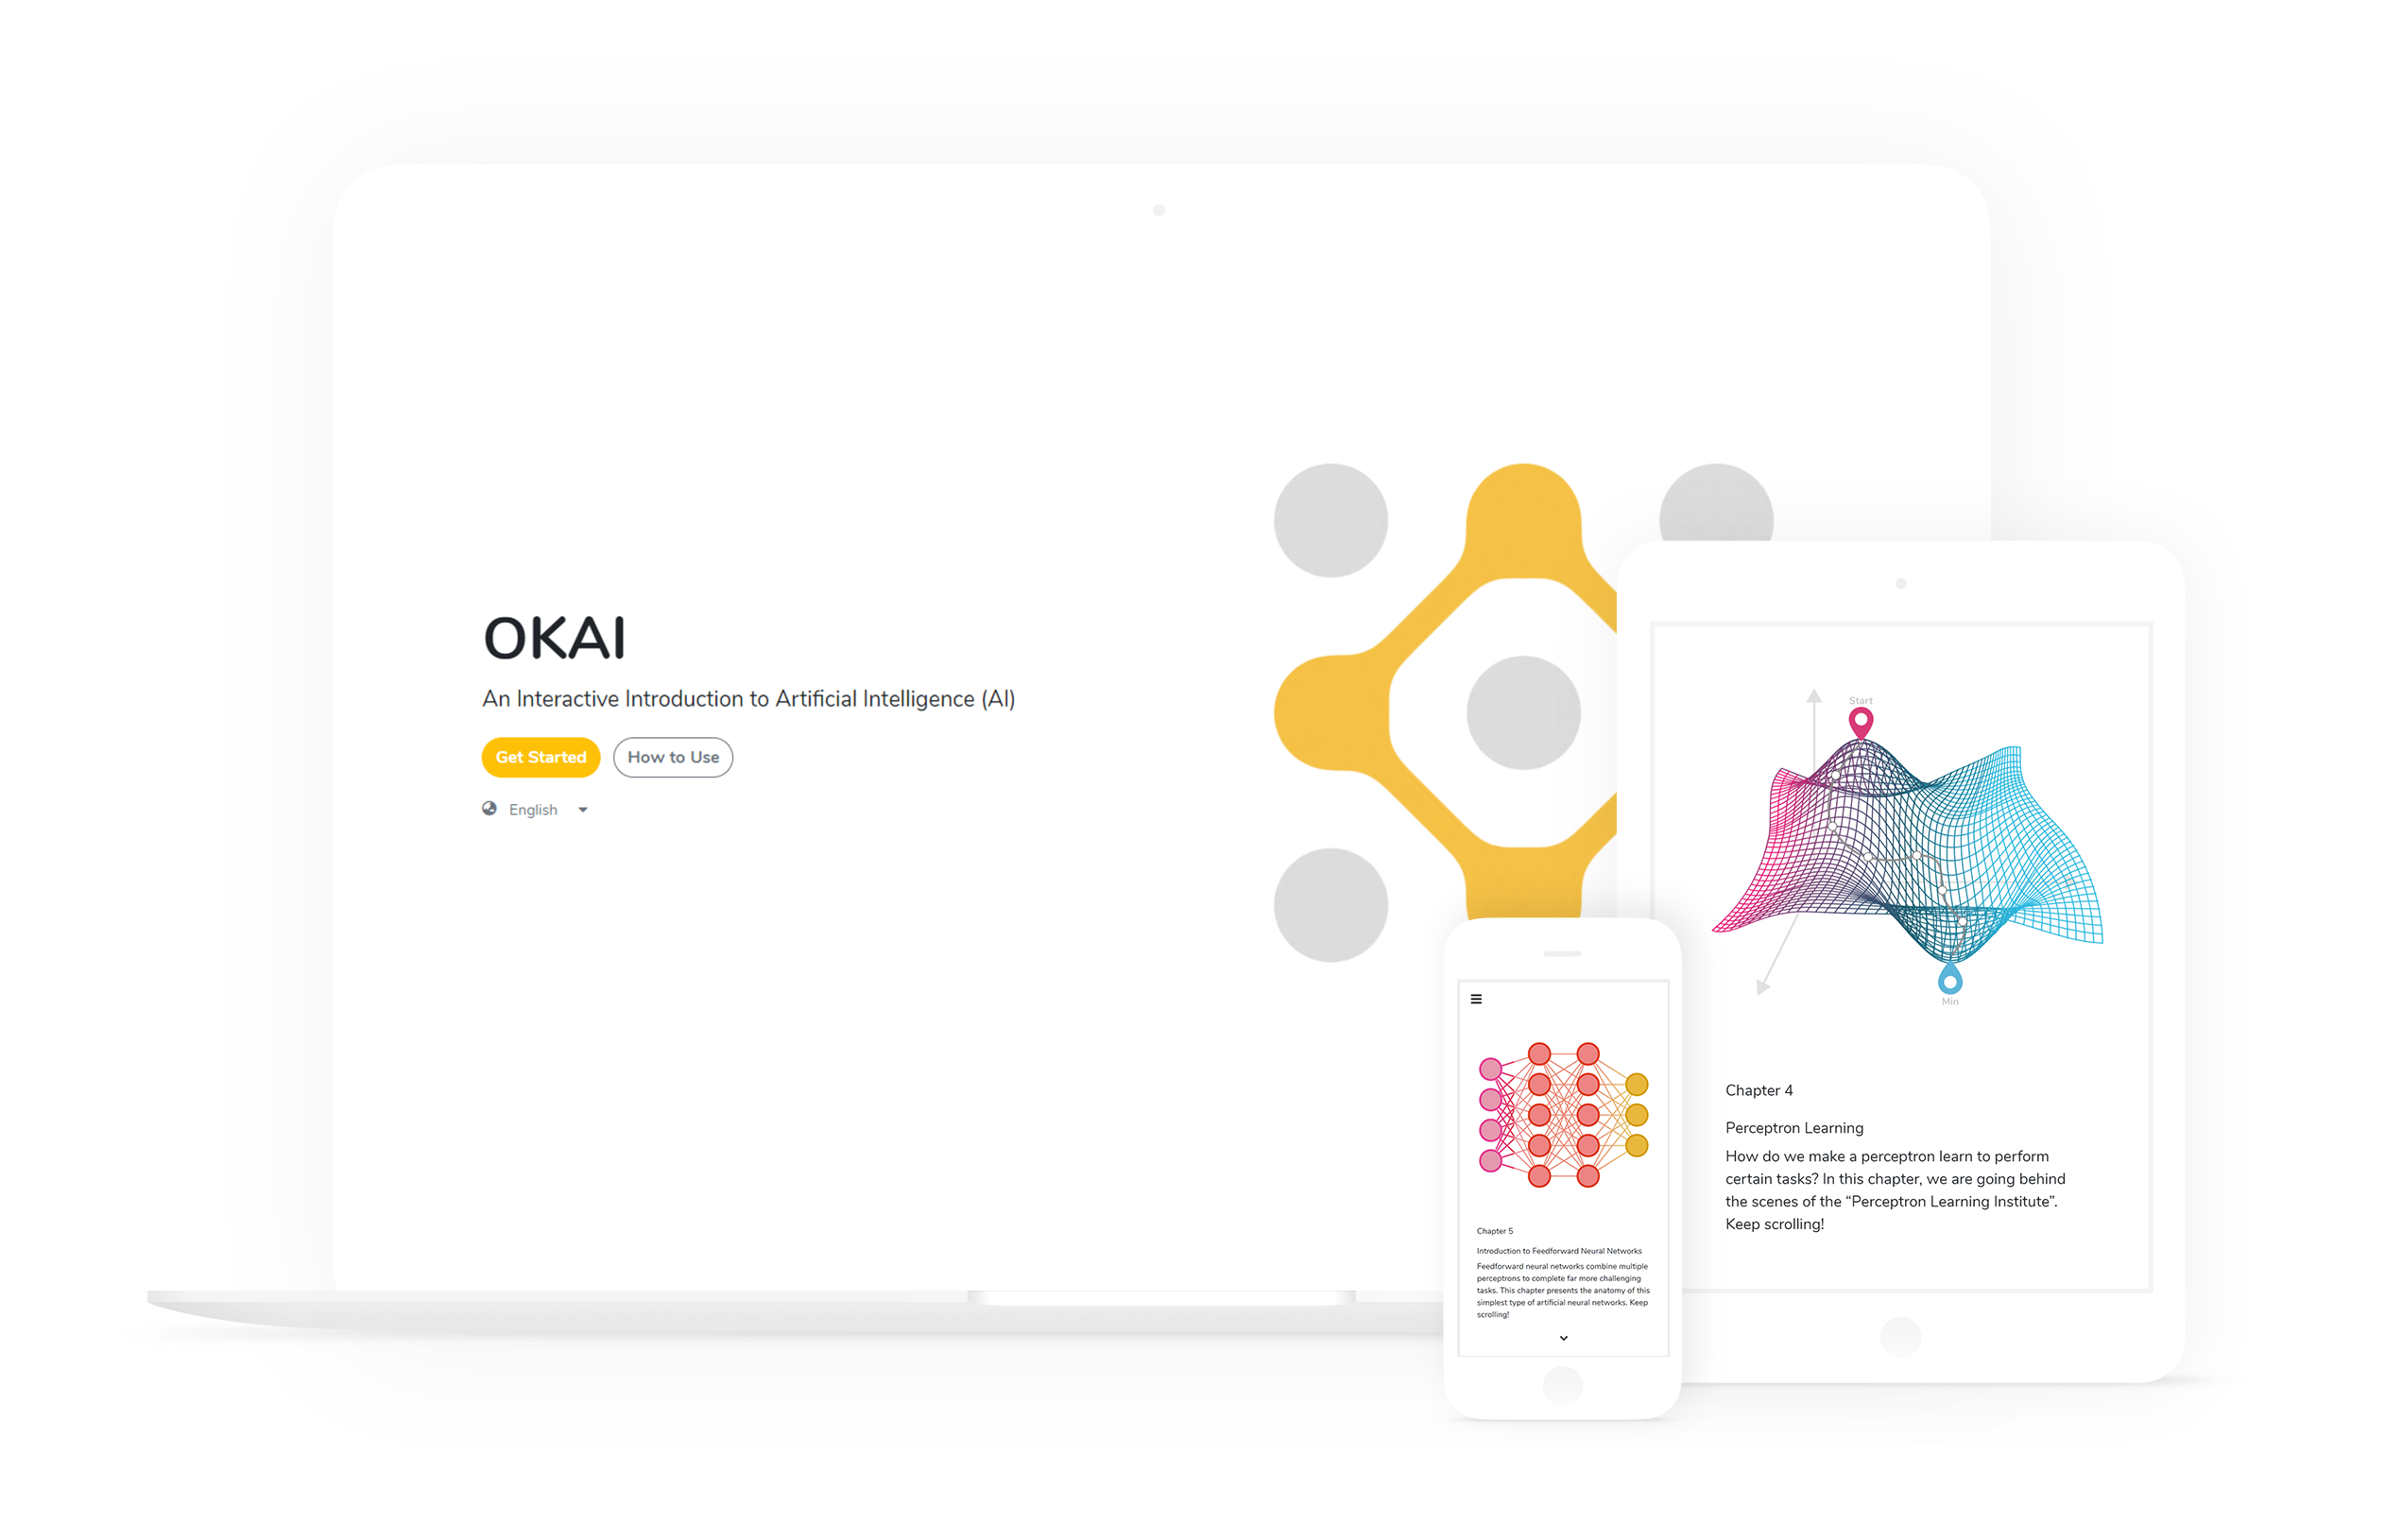 OKAI
An Interactive Introduction to Artificial Intelligence (AI)
Get Started
How to Use
English
Start
Min
Chapter 4
Perceptron Learning
How do we make a perceptron learn to perform
certain tasks? In this chapter, we are going behind
the scenes of the “Perceptron Learning Institute”.
Keep scrolling!
Chapter 5
Introduction to Feedforward Neural Networks
Feedforward neural networks combine multiple
perceptrons to complete far more challenging
tasks. This chapter presents the anatomy of this
simplest type of artificial neural networks. Keep
scrolling!